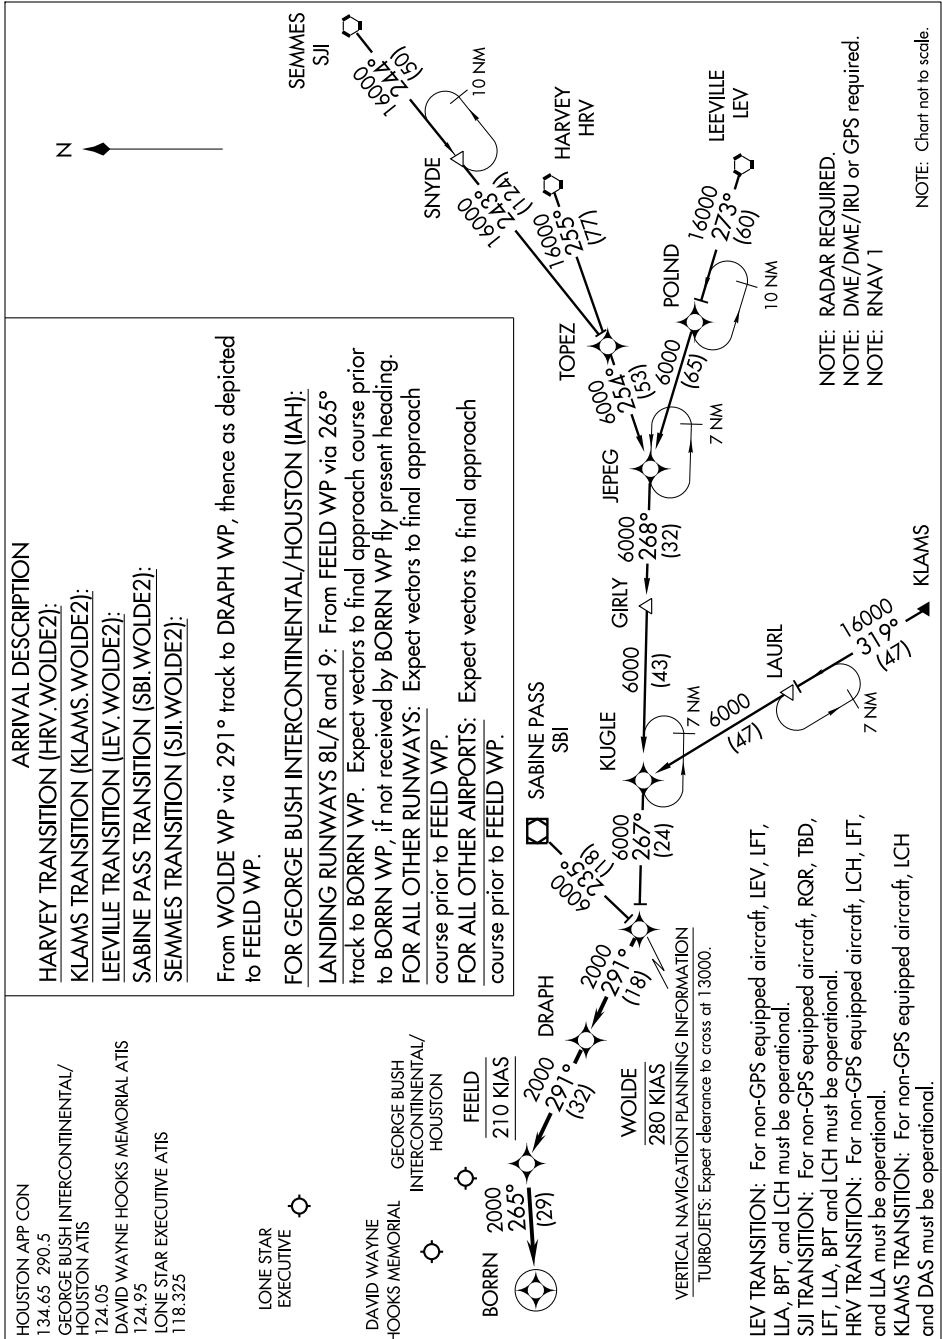 HOUSTON APP CON
134.65 290.5
GEORGE BUSH INTERCONTINENTAL/
HOUSTON ATIS
124.05
DAVID WAYNE HOOKS MEMORIAL ATIS
124.95
LONE STAR EXECUTIVE ATIS
118.325
ARRIVAL DESCRIPTION
HARVEY TRANSITION (HRV.WOLDE2):
KLAMS TRANSITION (KLAMS.WOLDE2):
LEEVILLE TRANSITION (LEV.WOLDE2):
SABINE PASS TRANSITION (SBI.WOLDE2):
SEMMES TRANSITION (SJI.WOLDE2):
From WOLDE WP via 291° track to DRAPH WP, thence as depicted
to FEELD WP.
FOR GEORGE BUSH INTERCONTINENTAL/HOUSTON (IAH):
LANDING RUNWAYS 8L/R and 9: From FEELD WP via 265°
track to BORRN WP. Expect vectors to final approach course prior
to BORRN WP, if not received by BORRN WP fly present heading.
FOR ALL OTHER RUNWAYS: Expect vectors to final approach
course prior to FEELD WP.
FOR ALL OTHER AIRPORTS: Expect vectors to final approach
course prior to FEELD WP.
N
SEMMES
SJI
16000
244°
(50)
10 NM
SNYDE
16000
243°
(124)
HARVEY
HRV
16000
255°
(77)
LEEVILLE
LEV
16000
273°
(60)
10 NM
POLND
TOPEZ
6000
254°
(53)
6000
(65)
7 NM
JEPEG
6000
268°
(32)
GIRLY
6000
(43)
KLAMS
16000
319°
(47)
LAURL
7 NM
6000
(47)
KUGLE
7 NM
6000
267°
(24)
SABINE PASS
SBI
6000
235°
(18)
WOLDE
280 KIAS
VERTICAL NAVIGATION PLANNING INFORMATION
TURBOJETS: Expect clearance to cross at 13000.
2000
291°
(18)
DRAPH
2000
291°
(32)
FEELD
210 KIAS
2000
265°
(29)
BORRN
LONE STAR
EXECUTIVE
DAVID WAYNE
HOOKS MEMORIAL
GEORGE BUSH
INTERCONTINENTAL/
HOUSTON
NOTE: RADAR REQUIRED.
NOTE: DME/DME/IRU or GPS required.
NOTE: RNAV 1
NOTE: Chart not to scale.
LEV TRANSITION: For non-GPS equipped aircraft, LEV, LFT,
LLA, BPT, and LCH must be operational.
SJI TRANSITION: For non-GPS equipped aircraft, RQR, TBD,
LFT, LLA, BPT and LCH must be operational.
HRV TRANSITION: For non-GPS equipped aircraft, LCH, LFT,
and LLA must be operational.
KLAMS TRANSITION: For non-GPS equipped aircraft, LCH
and DAS must be operational.